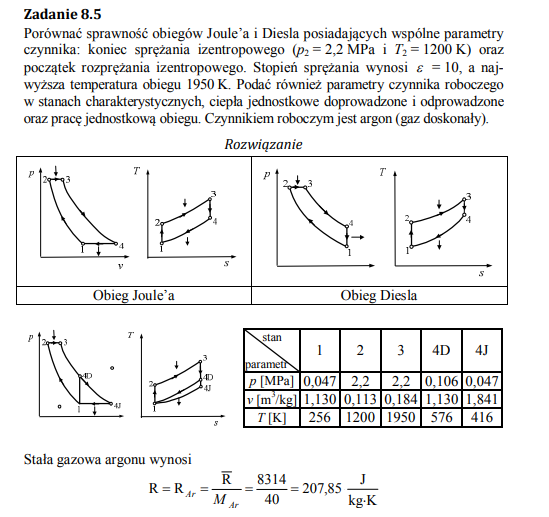 Zadanie 8.5
Porównać sprawność obiegów Joule'a i Diesla posiadających wspólne parametry
czynnika: koniec sprężania izentropowego (p₂ = 2,2 MPa i T₂ = 1200 K) oraz
początek rozprężania izentropowego. Stopień sprężania wynosi ε = 10, a naj-
wyższa temperatura obiegu 1950 K. Podać również parametry czynnika roboczego
w stanach charakterystycznych, ciepła jednostkowe doprowadzone i odprowadzone
oraz pracę jednostkową obiegu. Czynnikiem roboczym jest argon (gaz doskonały).
Rozwiązanie
p 2 3 1 4 v
T 2 3 1 4 s
p 2 3 4 1
T 2 3 4 1 s
Obieg Joule'a Obieg Diesla
p 2 3 4D 1 4J
T 3 2 4D 4J 1 s
stan
parametr 1 2 3 4D 4J
p [MPa] 0,047 2,2 2,2 0,106 0,047
v [m³/kg] 1,130 0,113 0,184 1,130 1,841
T [K] 256 1200 1950 576 416
Stała gazowa argonu wynosi
R = R_Ar = R̅ / M_Ar = 8314 / 40 = 207,85 J / kg·K